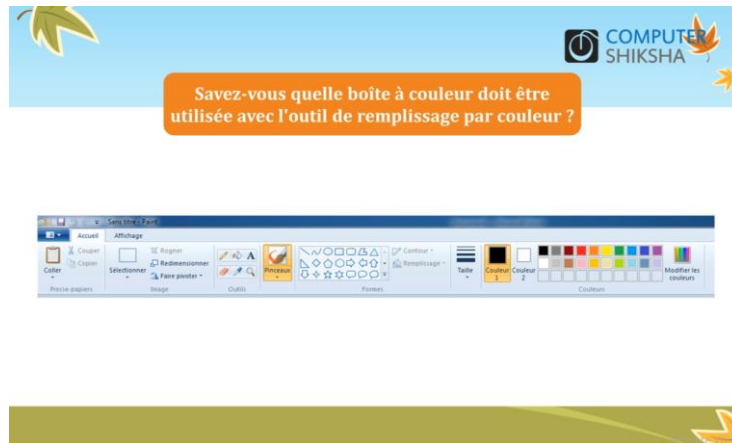 COMPUTER
SHIKSHA
Savez-vous quelle boîte à couleur doit être
utilisée avec l'outil de remplissage par couleur ?
Sans titre - Paint
Accueil Affichage
Coller
Couper
Copier
Presse-papiers
Sélectionner
Rogner
Redimensionner
Faire pivoter
Image
A
Outils
Pinceaux
Contour
Remplissage
Formes
Taille
Couleur
1
Couleur
2
Modifier les
couleurs
Couleurs